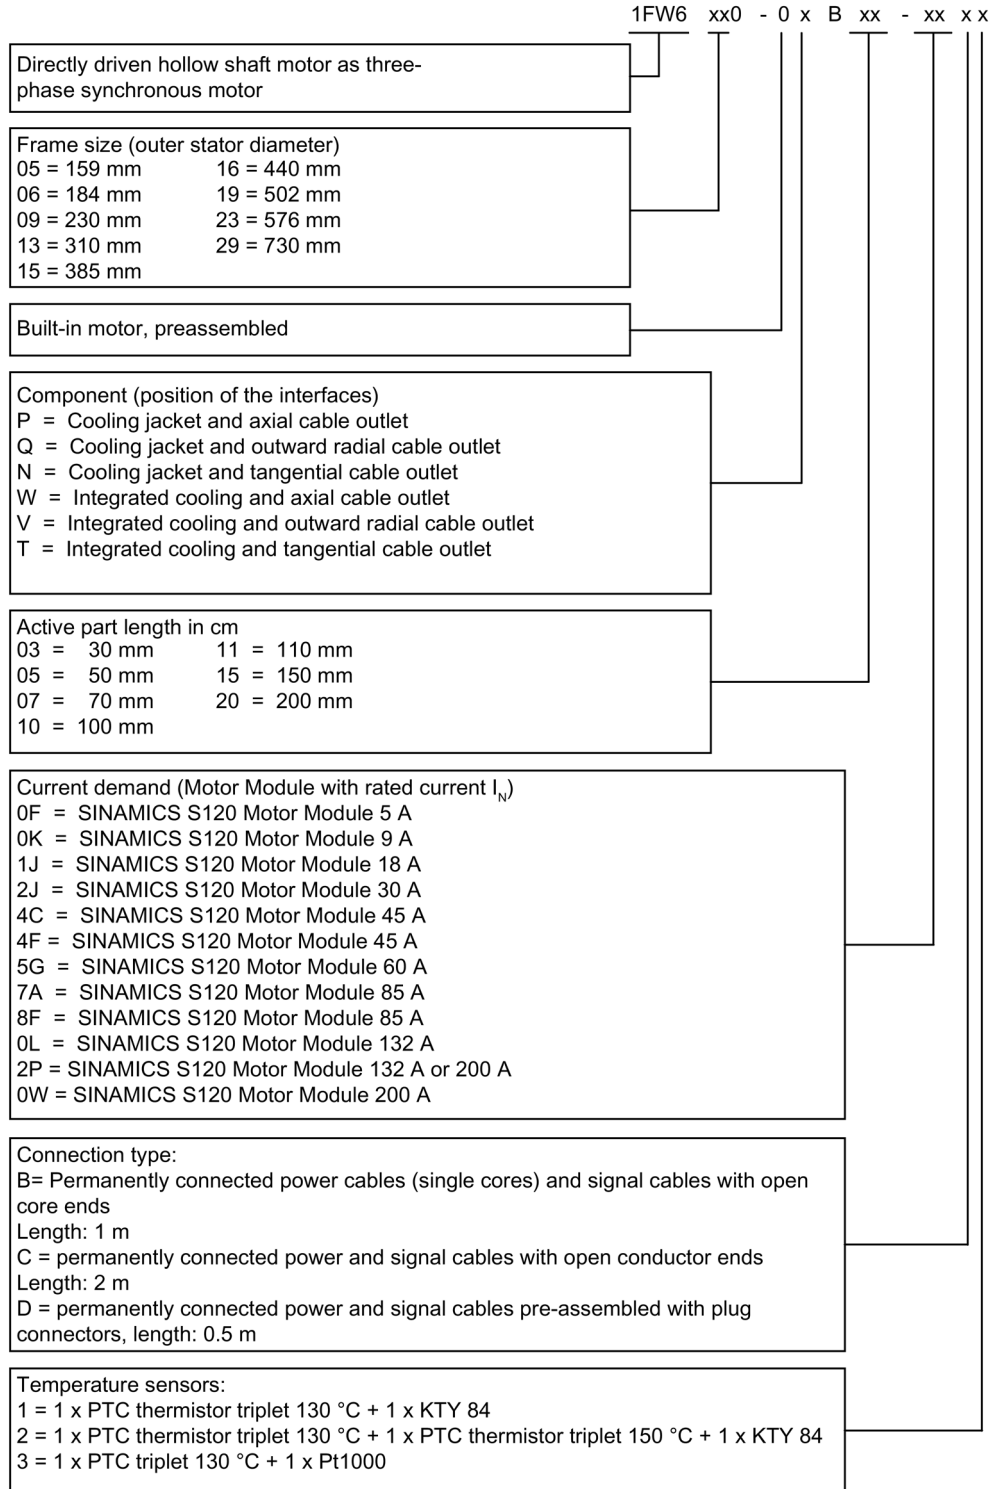 1FW6 xx0 - 0 x B xx - xx x x
Directly driven hollow shaft motor as three-
phase synchronous motor
Frame size (outer stator diameter)
05 = 159 mm 16 = 440 mm
06 = 184 mm 19 = 502 mm
09 = 230 mm 23 = 576 mm
13 = 310 mm 29 = 730 mm
15 = 385 mm
Built-in motor, preassembled
Component (position of the interfaces)
P = Cooling jacket and axial cable outlet
Q = Cooling jacket and outward radial cable outlet
N = Cooling jacket and tangential cable outlet
W = Integrated cooling and axial cable outlet
V = Integrated cooling and outward radial cable outlet
T = Integrated cooling and tangential cable outlet
Active part length in cm
03 = 30 mm 11 = 110 mm
05 = 50 mm 15 = 150 mm
07 = 70 mm 20 = 200 mm
10 = 100 mm
Current demand (Motor Module with rated current IN)
0F = SINAMICS S120 Motor Module 5 A
0K = SINAMICS S120 Motor Module 9 A
1J = SINAMICS S120 Motor Module 18 A
2J = SINAMICS S120 Motor Module 30 A
4C = SINAMICS S120 Motor Module 45 A
4F = SINAMICS S120 Motor Module 45 A
5G = SINAMICS S120 Motor Module 60 A
7A = SINAMICS S120 Motor Module 85 A
8F = SINAMICS S120 Motor Module 85 A
0L = SINAMICS S120 Motor Module 132 A
2P = SINAMICS S120 Motor Module 132 A or 200 A
0W = SINAMICS S120 Motor Module 200 A
Connection type:
B= Permanently connected power cables (single cores) and signal cables with open
core ends
Length: 1 m
C = permanently connected power and signal cables with open conductor ends
Length: 2 m
D = permanently connected power and signal cables pre-assembled with plug
connectors, length: 0.5 m
Temperature sensors:
1 = 1 x PTC thermistor triplet 130 °C + 1 x KTY 84
2 = 1 x PTC thermistor triplet 130 °C + 1 x PTC thermistor triplet 150 °C + 1 x KTY 84
3 = 1 x PTC triplet 130 °C + 1 x Pt1000